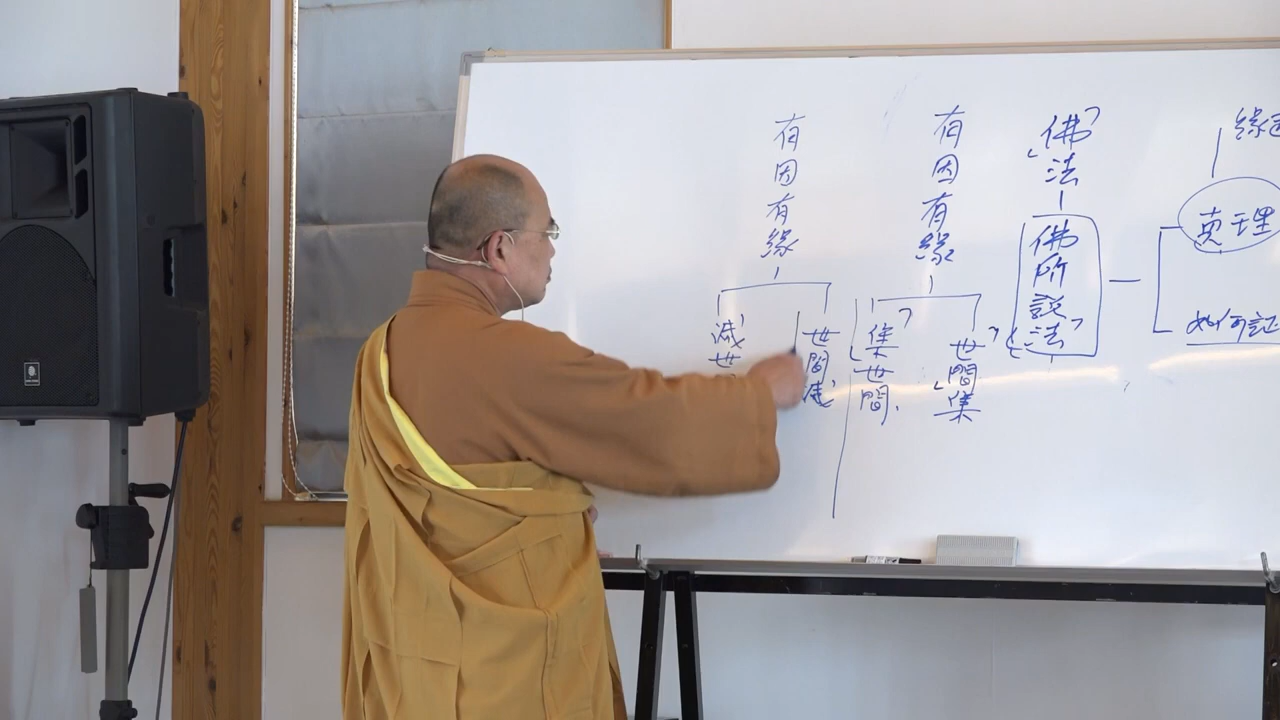 緣
真理
如何証
「佛法」
佛所說法
有因有緣
「世間集」
「集」世間
有因有緣
世間滅
滅世